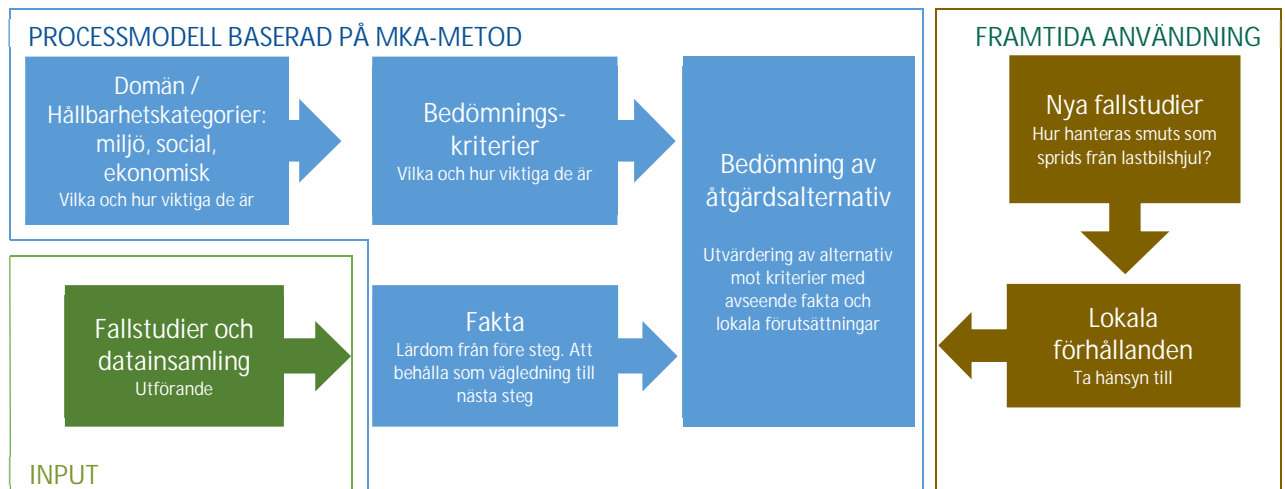 PROCESSMODELL BASERAD PÅ MKA-METOD
Domän /
Hållbarhetskategorier:
miljö, social,
ekonomisk
Vilka och hur viktiga de är
Bedömnings-
kriterier
Vilka och hur viktiga de är
Bedömning av
åtgärdsalternativ
Utvärdering av alternativ
mot kriterier med
avseende fakta och
lokala förutsättningar
Fakta
Lärdom från före steg. Att
behålla som vägledning till
nästa steg
Fallstudier och
datainsamling
Utförande
INPUT
FRAMTIDA ANVÄNDNING
Nya fallstudier
Hur hanteras smuts som
sprids från lastbilshjul?
Lokala
förhållanden
Ta hänsyn till